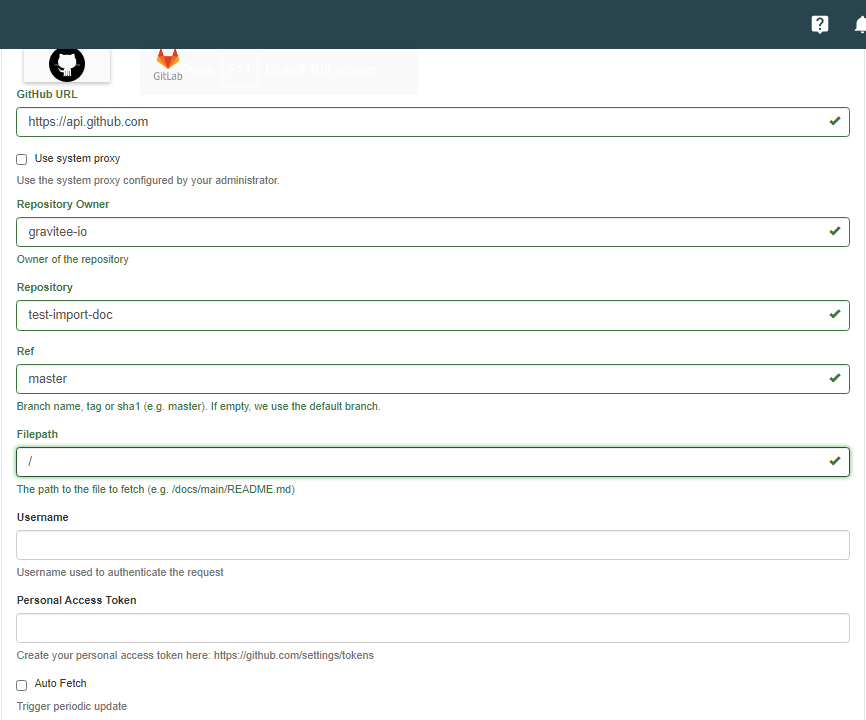 ?
GitLab
Press F11 to exit full screen
GitHub URL
https://api.github.com
Use system proxy
Use the system proxy configured by your administrator.
Repository Owner
gravitee-io
Owner of the repository
Repository
test-import-doc
Ref
master
Branch name, tag or sha1 (e.g. master). If empty, we use the default branch.
Filepath
/
The path to the file to fetch (e.g. /docs/main/README.md)
Username
Username used to authenticate the request
Personal Access Token
Create your personal access token here: https://github.com/settings/tokens
Auto Fetch
Trigger periodic update